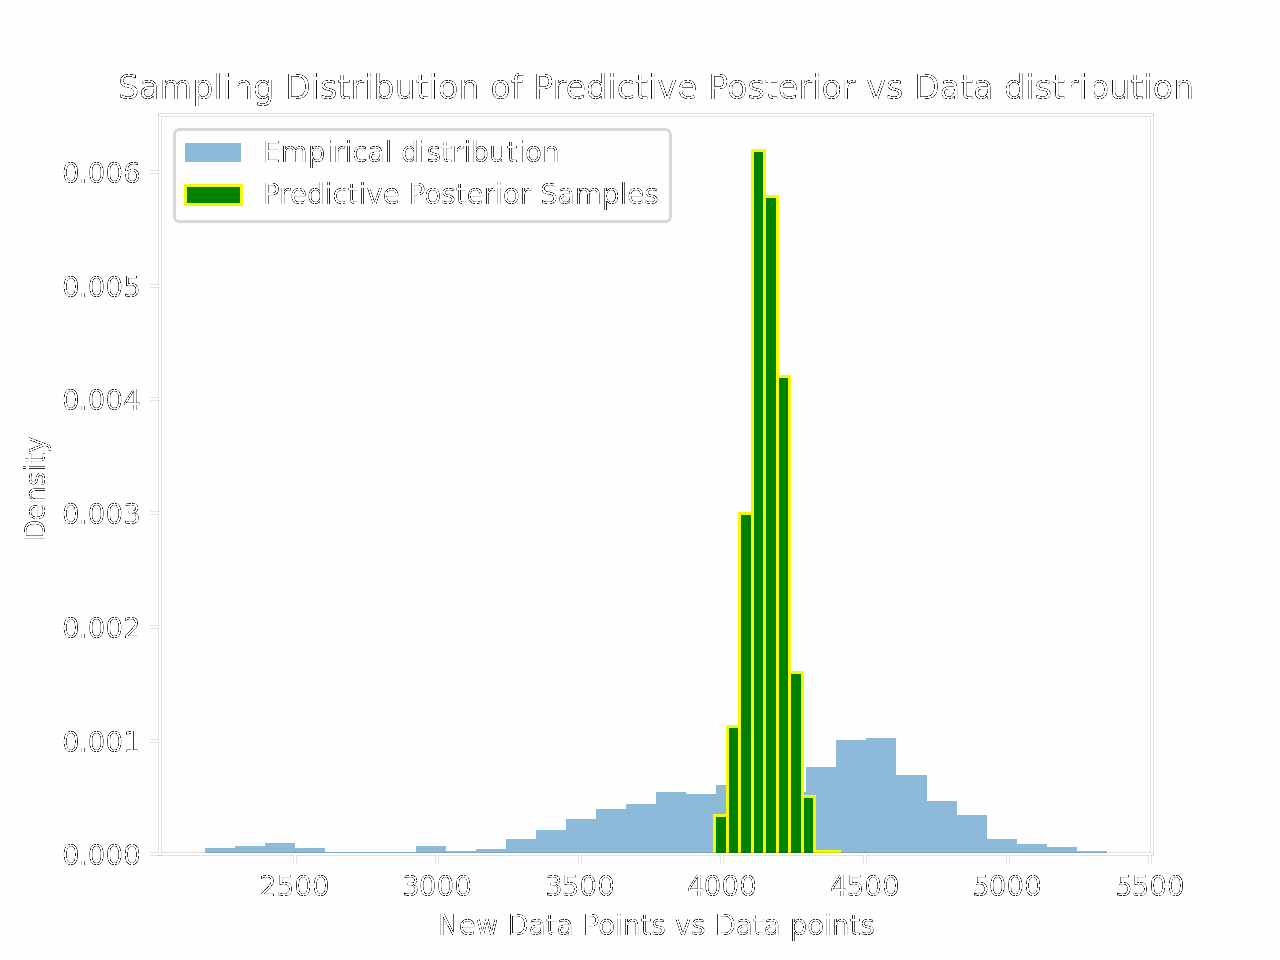 Sampling Distribution of Predictive Posterior vs Data distribution
Empirical distribution
Predictive Posterior Samples
0.006
0.005
0.004
0.003
0.002
0.001
0.000
Density
2500 3000 3500 4000 4500 5000 5500
New Data Points vs Data points